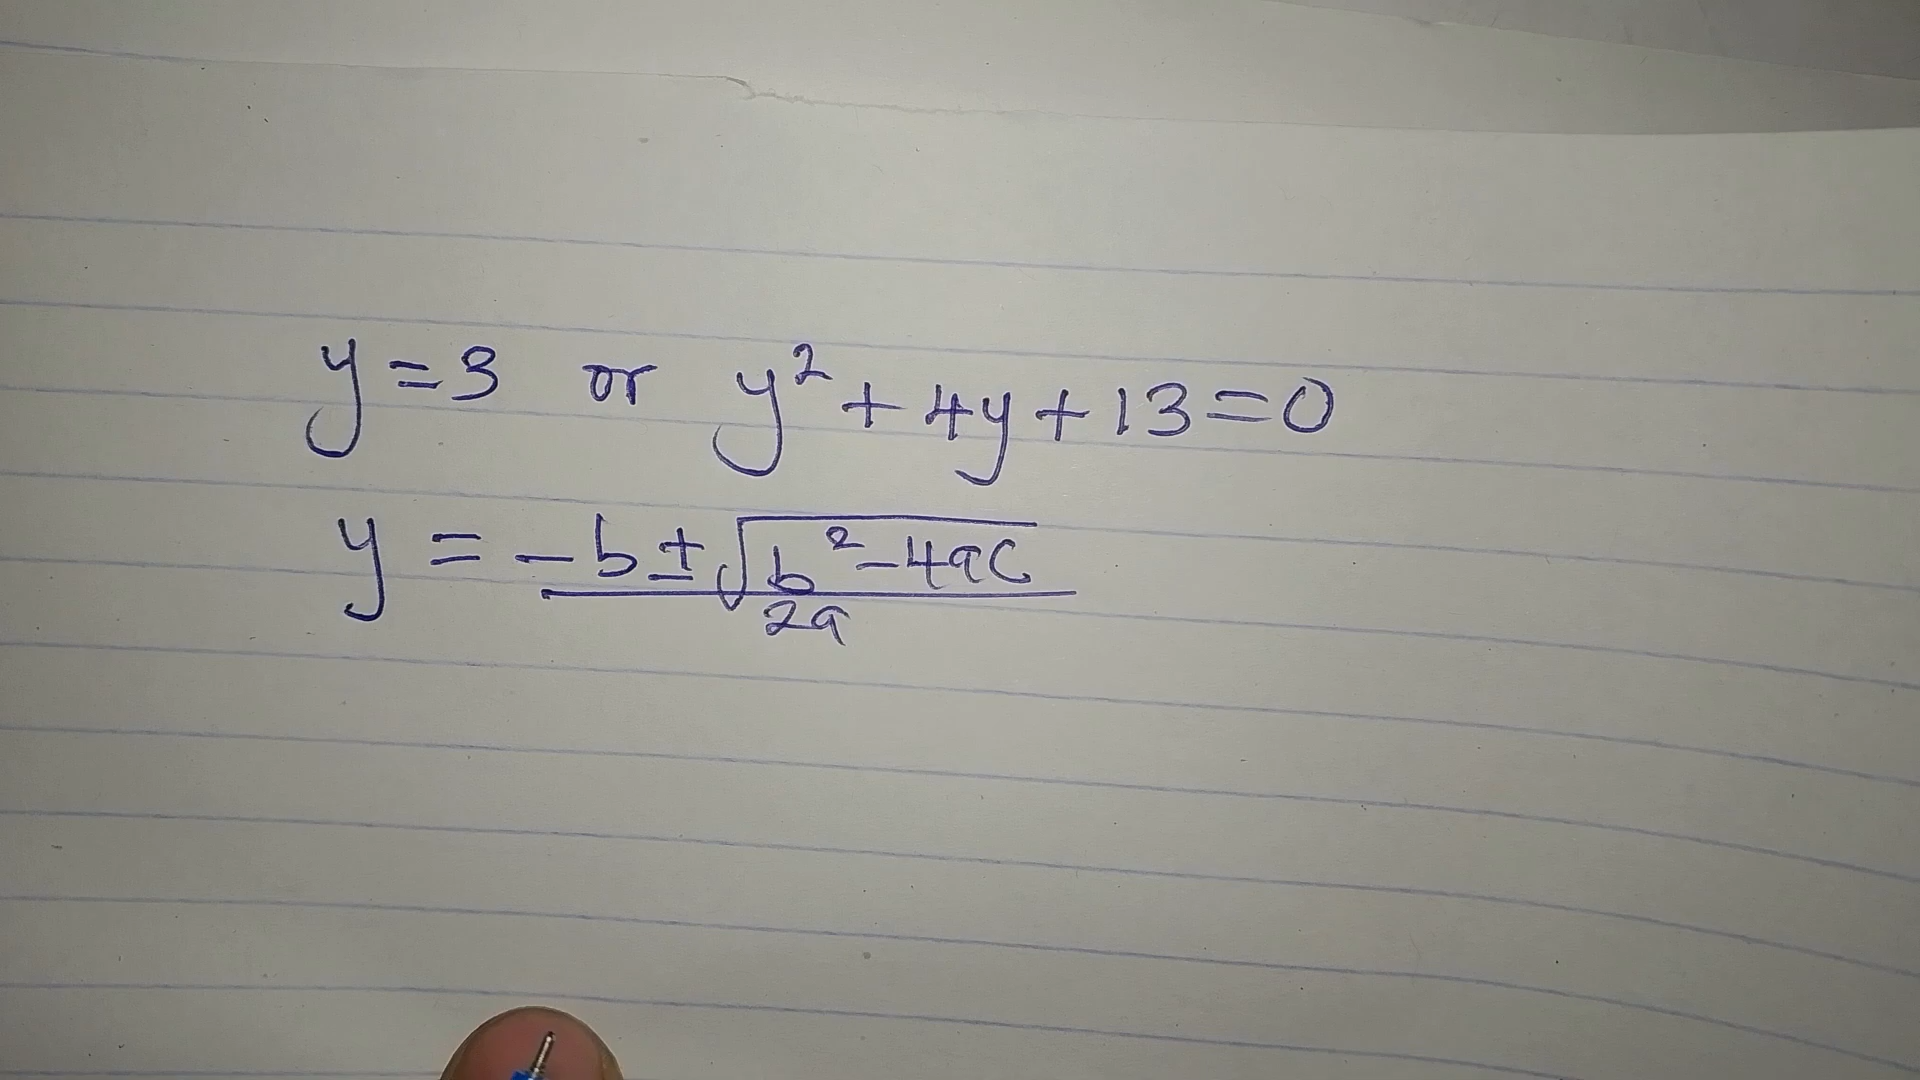 y = 3 or y² + 4y + 13 = 0
y = -b ± √(b² - 4ac) / 2a